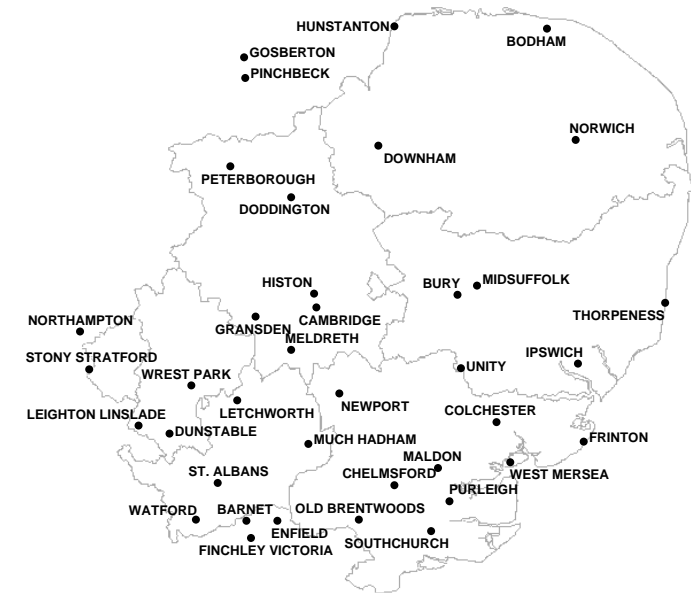 HUNSTANTON
BODHAM
GOSBERTON
PINCHBECK
NORWICH
DOWNHAM
PETERBOROUGH
DODDINGTON
HISTON
BURY
MIDSUFFOLK
THORPENESS
NORTHAMPTON
GRANSDEN
CAMBRIDGE
MELDRETH
STONY STRATFORD
IPSWICH
UNITY
WREST PARK
NEWPORT
LEIGHTON LINSLADE
LETCHWORTH
COLCHESTER
DUNSTABLE
MUCH HADHAM
FRINTON
MALDON
ST. ALBANS
CHELMSFORD
WEST MERSEA
PURLEIGH
WATFORD
BARNET
OLD BRENTWOODS
ENFIELD
SOUTHCHURCH
FINCHLEY VICTORIA